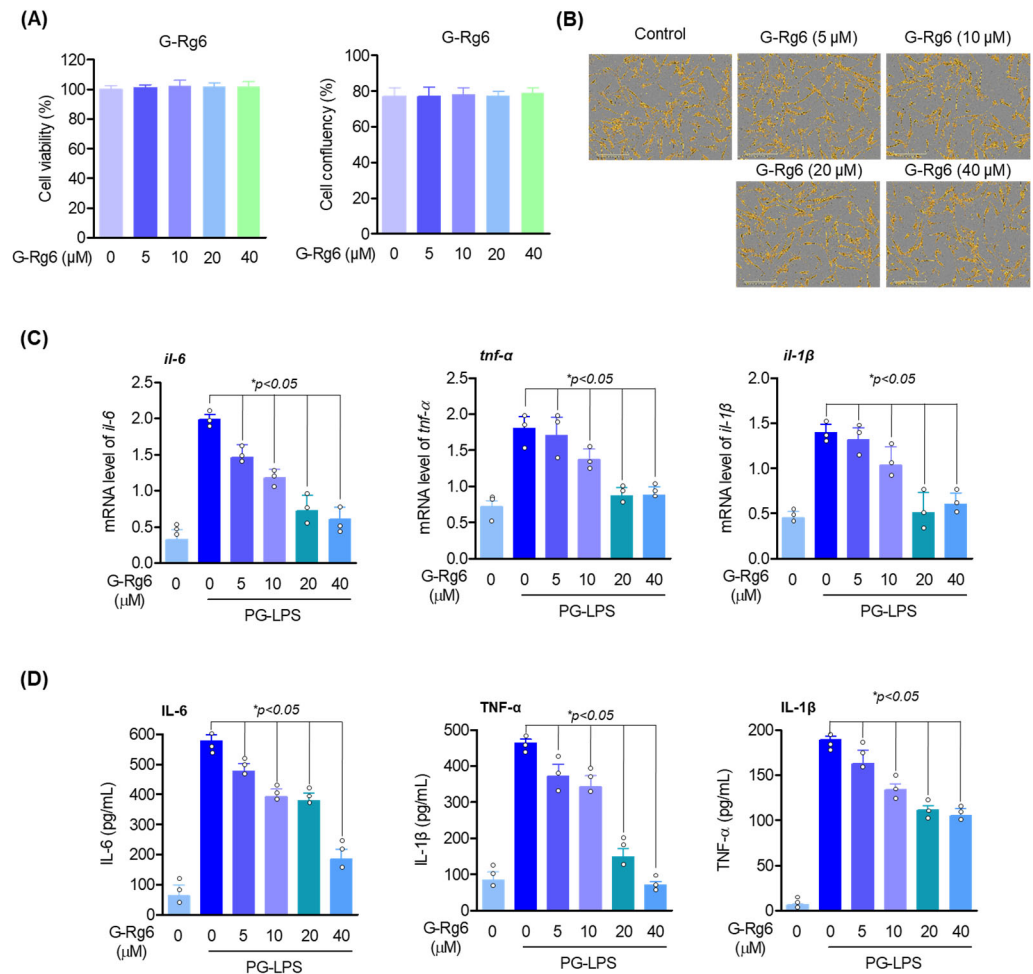 (A)
G-Rg6
Cell viability (%)
120
100
80
60
40
20
0
G-Rg6 (µM) 0 5 10 20 40
G-Rg6
Cell confluency (%)
100
80
60
40
20
0
G-Rg6 (µM) 0 5 10 20 40
(B)
Control
G-Rg6 (5 µM)
G-Rg6 (10 µM)
G-Rg6 (20 µM)
G-Rg6 (40 µM)
(C)
il-6
*p<0.05
mRNA level of il-6
2.5
2.0
1.5
1.0
0.5
0.0
G-Rg6 0 0 5 10 20 40
(µM)
PG-LPS
tnf-α
*p<0.05
mRNA level of tnf-α
2.5
2.0
1.5
1.0
0.5
0.0
G-Rg6 0 0 5 10 20 40
(µM)
PG-LPS
il-1β
*p<0.05
mRNA level of il-1β
2.0
1.5
1.0
0.5
0.0
G-Rg6 0 0 5 10 20 40
(µM)
PG-LPS
(D)
IL-6
*p<0.05
IL-6 (pg/mL)
600
500
400
300
200
100
0
G-Rg6 0 0 5 10 20 40
(µM)
PG-LPS
TNF-α
*p<0.05
IL-1β (pg/mL)
500
400
300
200
100
0
G-Rg6 0 0 5 10 20 40
(µM)
PG-LPS
IL-1β
*p<0.05
TNF-α (pg/mL)
200
150
100
50
0
G-Rg6 0 0 5 10 20 40
(µM)
PG-LPS